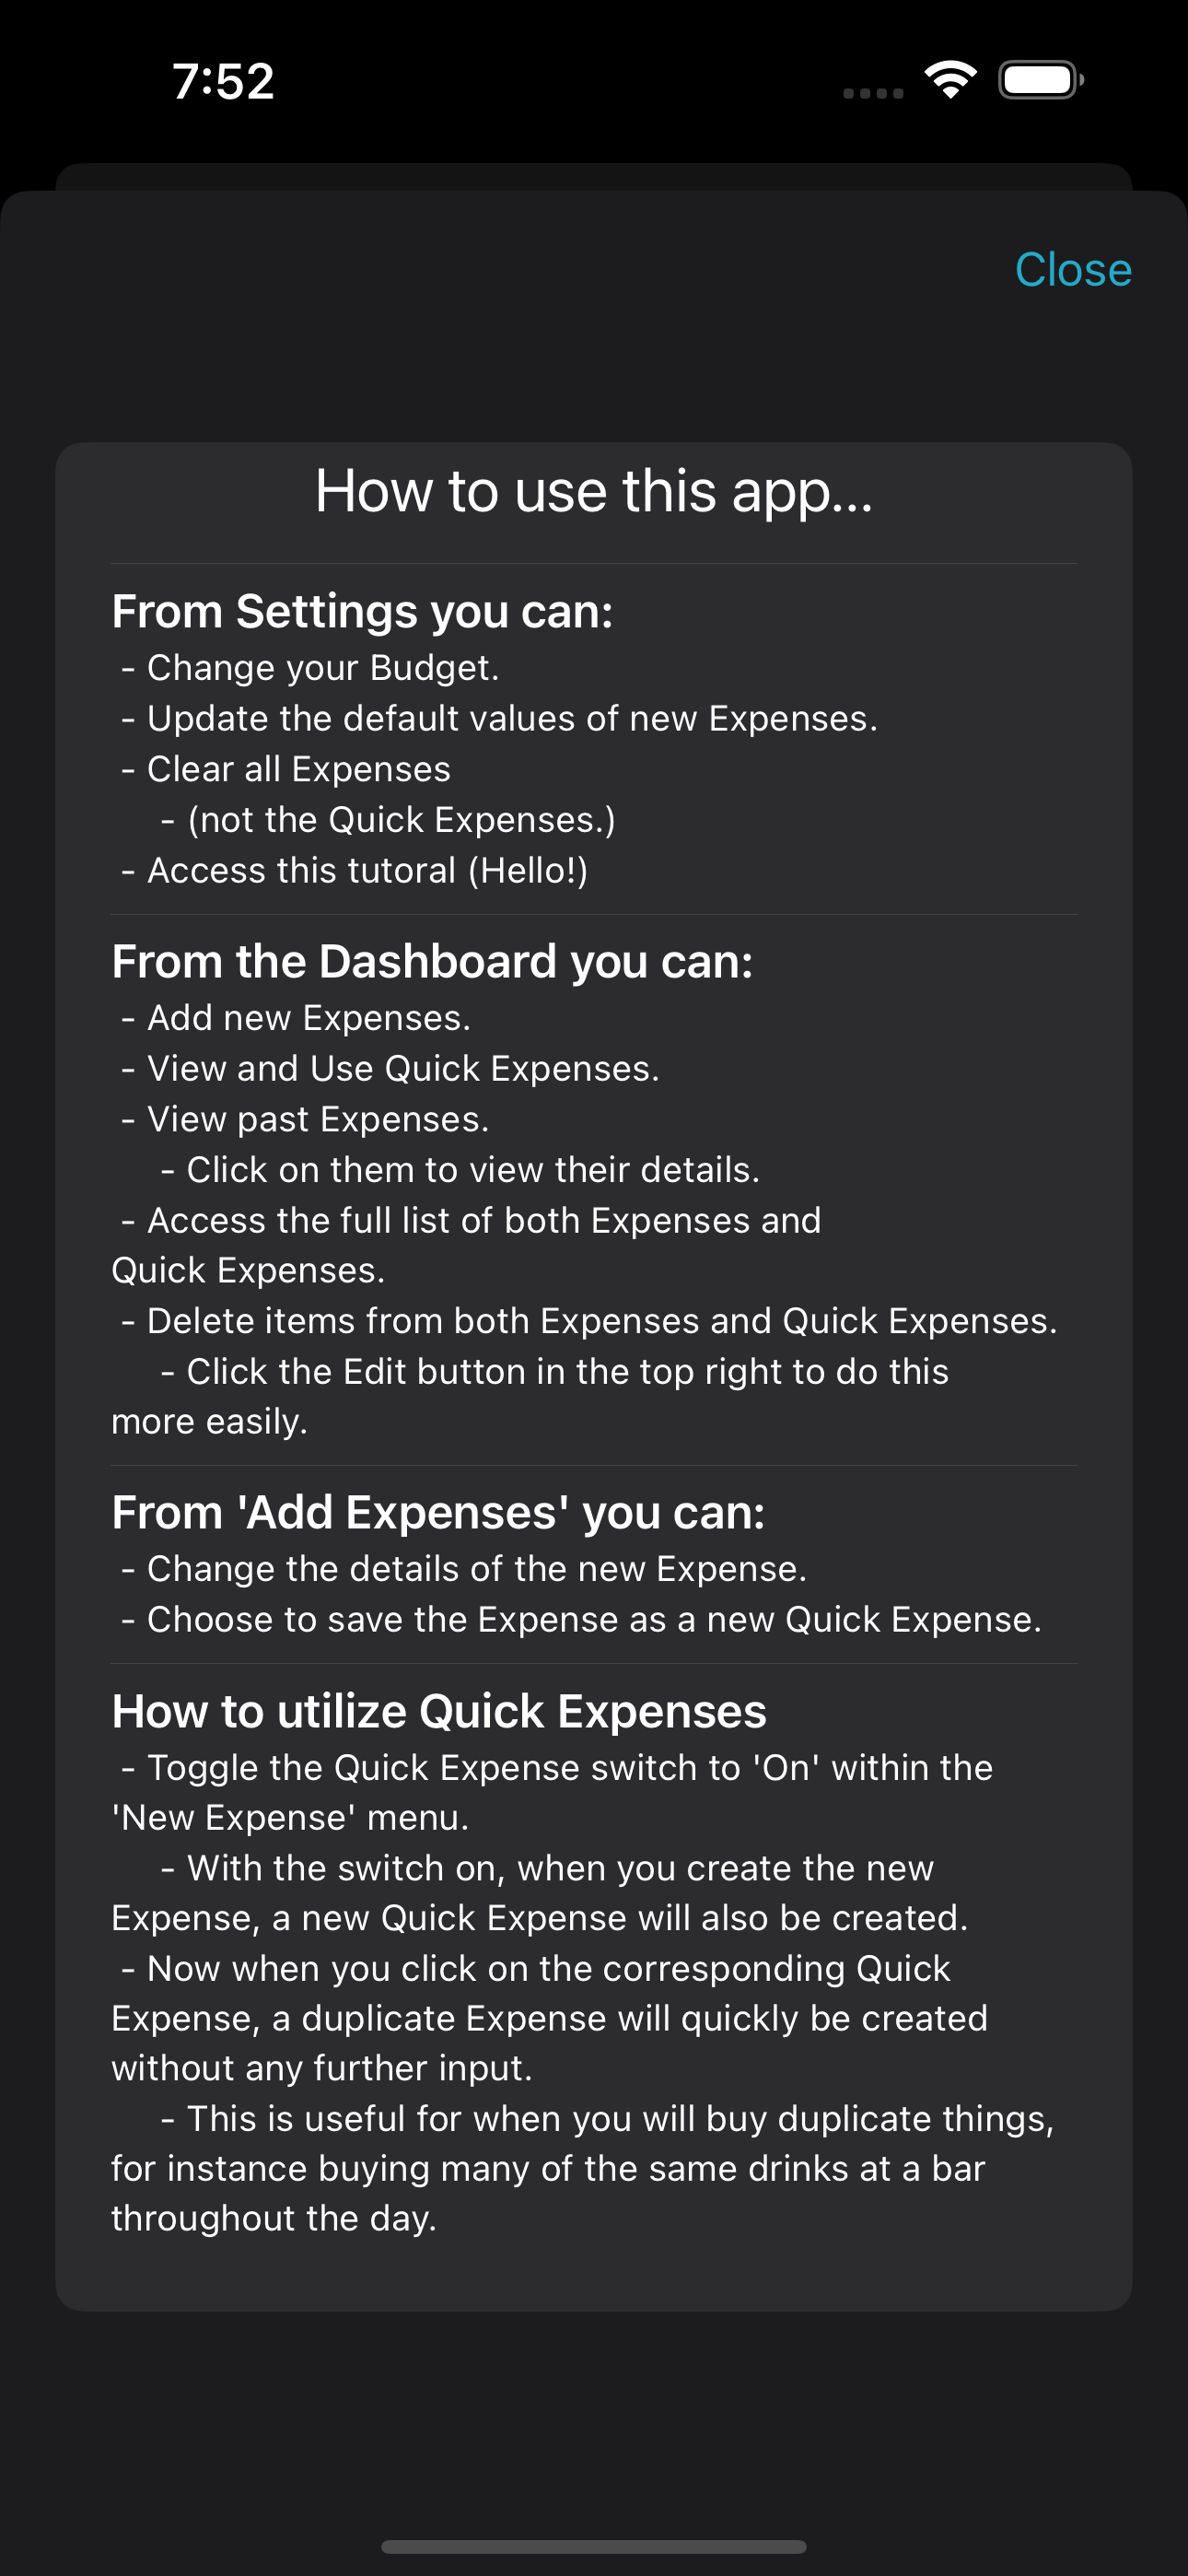 7:52
Close
How to use this app...
From Settings you can:
- Change your Budget.
- Update the default values of new Expenses.
- Clear all Expenses
- (not the Quick Expenses.)
- Access this tutoral (Hello!)
From the Dashboard you can:
- Add new Expenses.
- View and Use Quick Expenses.
- View past Expenses.
- Click on them to view their details.
- Access the full list of both Expenses and
Quick Expenses.
- Delete items from both Expenses and Quick Expenses.
- Click the Edit button in the top right to do this
more easily.
From 'Add Expenses' you can:
- Change the details of the new Expense.
- Choose to save the Expense as a new Quick Expense.
How to utilize Quick Expenses
- Toggle the Quick Expense switch to 'On' within the
'New Expense' menu.
- With the switch on, when you create the new
Expense, a new Quick Expense will also be created.
- Now when you click on the corresponding Quick
Expense, a duplicate Expense will quickly be created
without any further input.
- This is useful for when you will buy duplicate things,
for instance buying many of the same drinks at a bar
throughout the day.